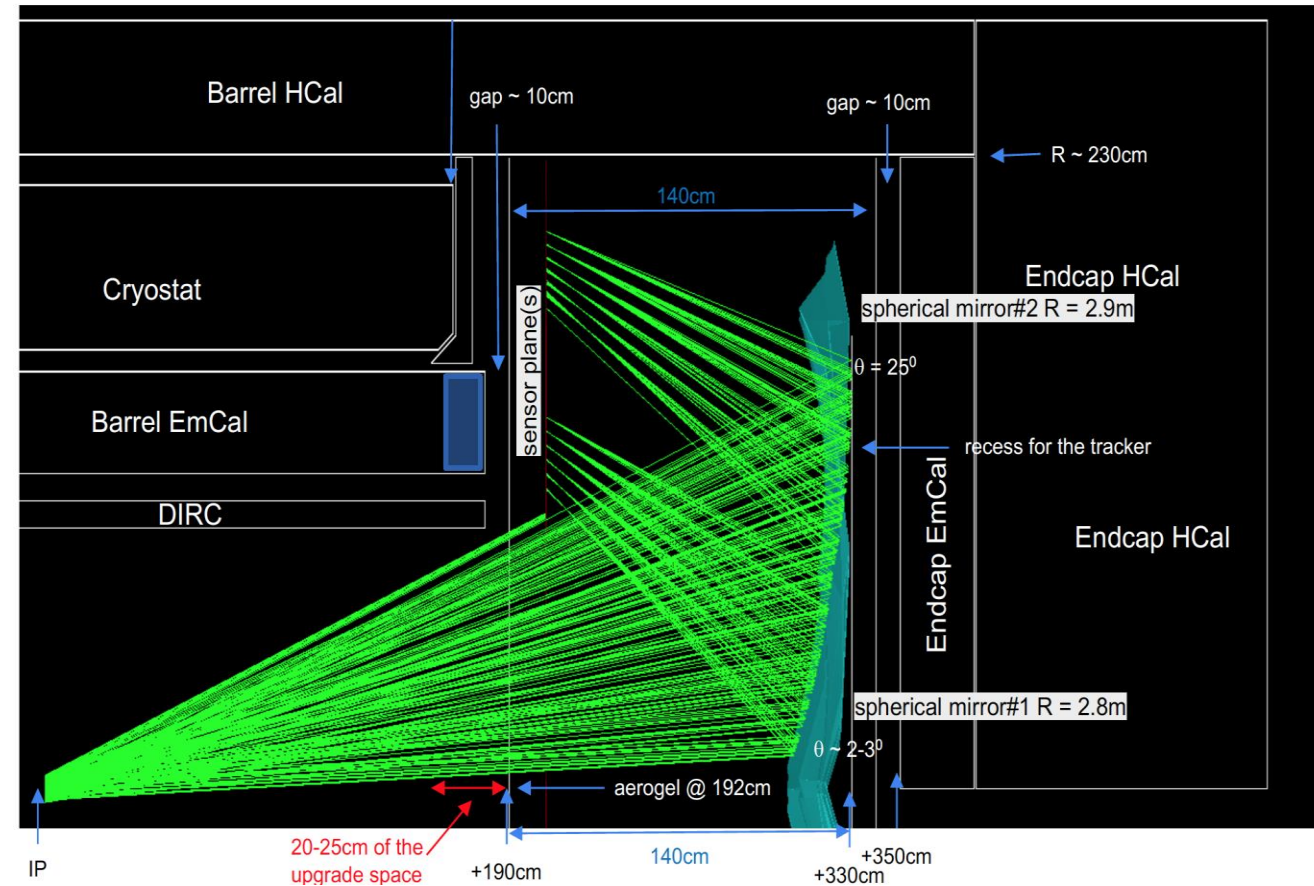 Barrel HCal
gap ~ 10cm
gap ~ 10cm
R ~ 230cm
140cm
Cryostat
Endcap HCal
spherical mirror#2 R = 2.9m
sensor plane(s)
θ = 25⁰
Barrel EmCal
recess for the tracker
DIRC
Endcap EmCal
Endcap HCal
spherical mirror#1 R = 2.8m
θ ~ 2-3⁰
aerogel @ 192cm
20-25cm of the
upgrade space
140cm
+350cm
IP
+190cm
+330cm